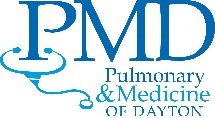 PMD
Pulmonary
&Medicine
OF DAYTON